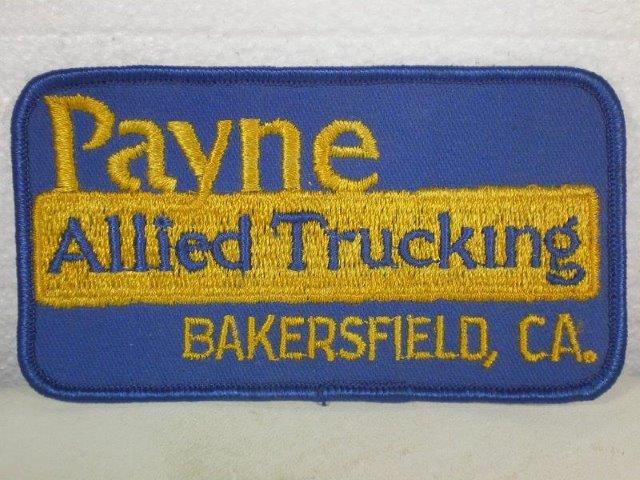 Payne
Allied Trucking
BAKERSFIELD, CA.